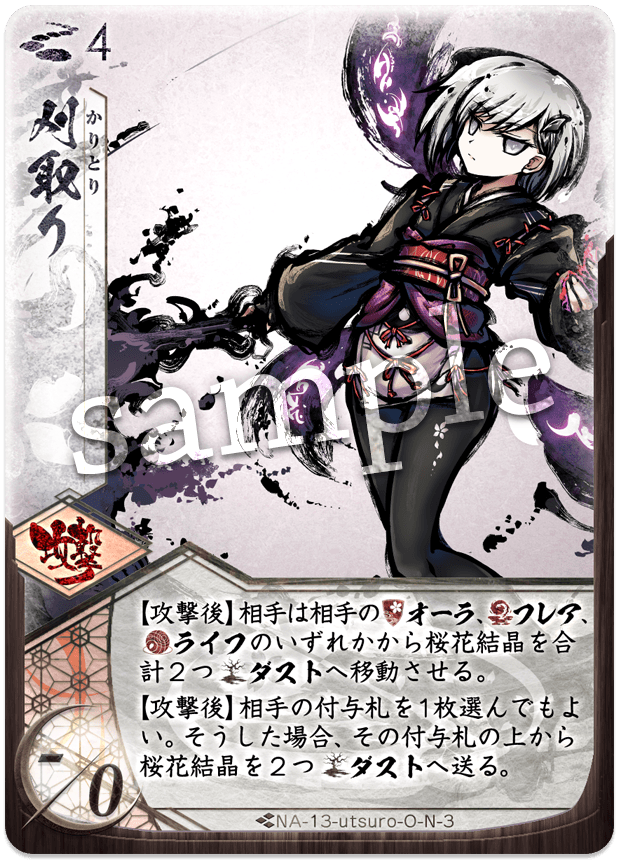 4
刈取り
かりとり
sample
攻撃
【攻撃後】相手は相手のオーラ、フレア、
ライフのいずれかから桜花結晶を合
計２つ ダストへ移動させる。
【攻撃後】相手の付与札を1枚選んでもよ
い。そうした場合、その付与札の上から
桜花結晶を２つ ダストへ送る。
-/0
NA-13-utsuro-O-N-3